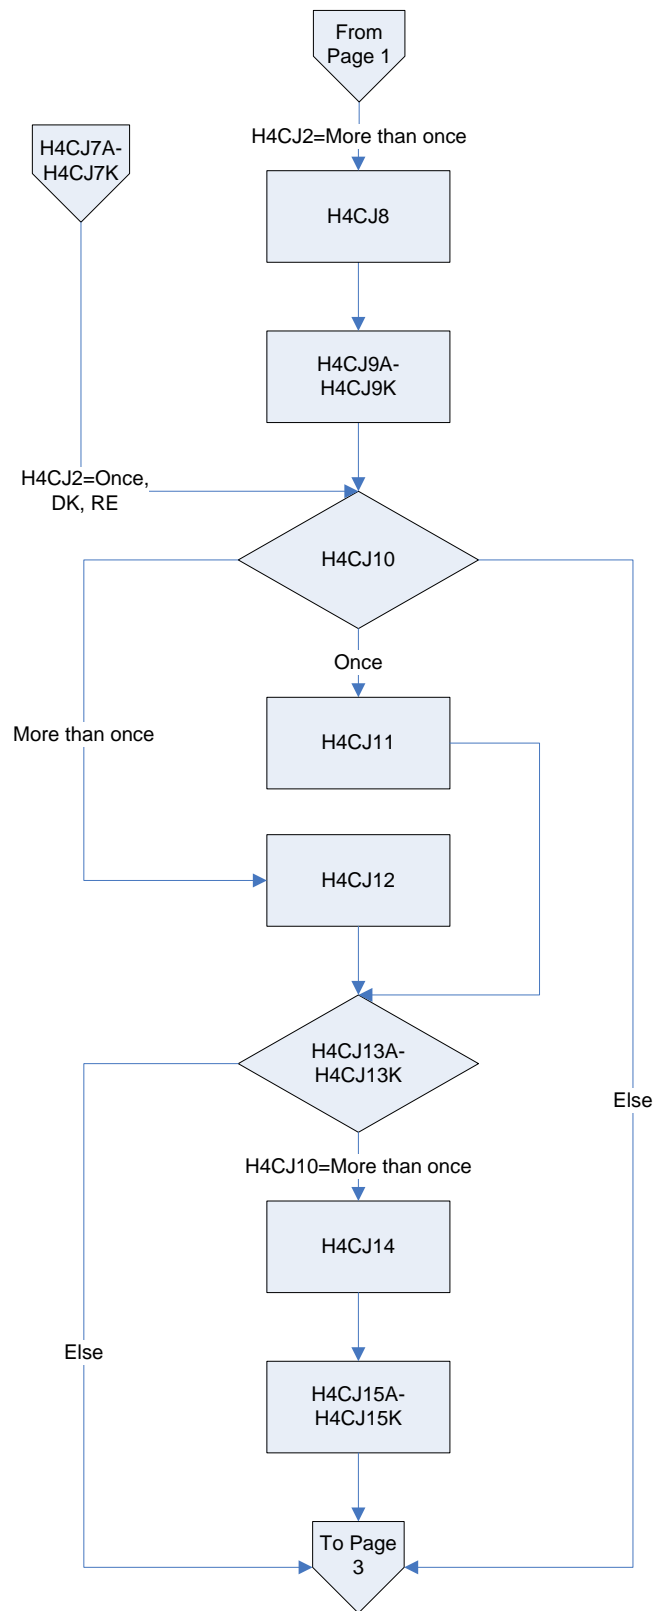 From
Page 1
H4CJ2=More than once
H4CJ7A-
H4CJ7K
H4CJ8
H4CJ9A-
H4CJ9K
H4CJ2=Once,
DK, RE
H4CJ10
Once
More than once
H4CJ11
H4CJ12
H4CJ13A-
H4CJ13K
Else
H4CJ10=More than once
H4CJ14
Else
H4CJ15A-
H4CJ15K
To Page
3